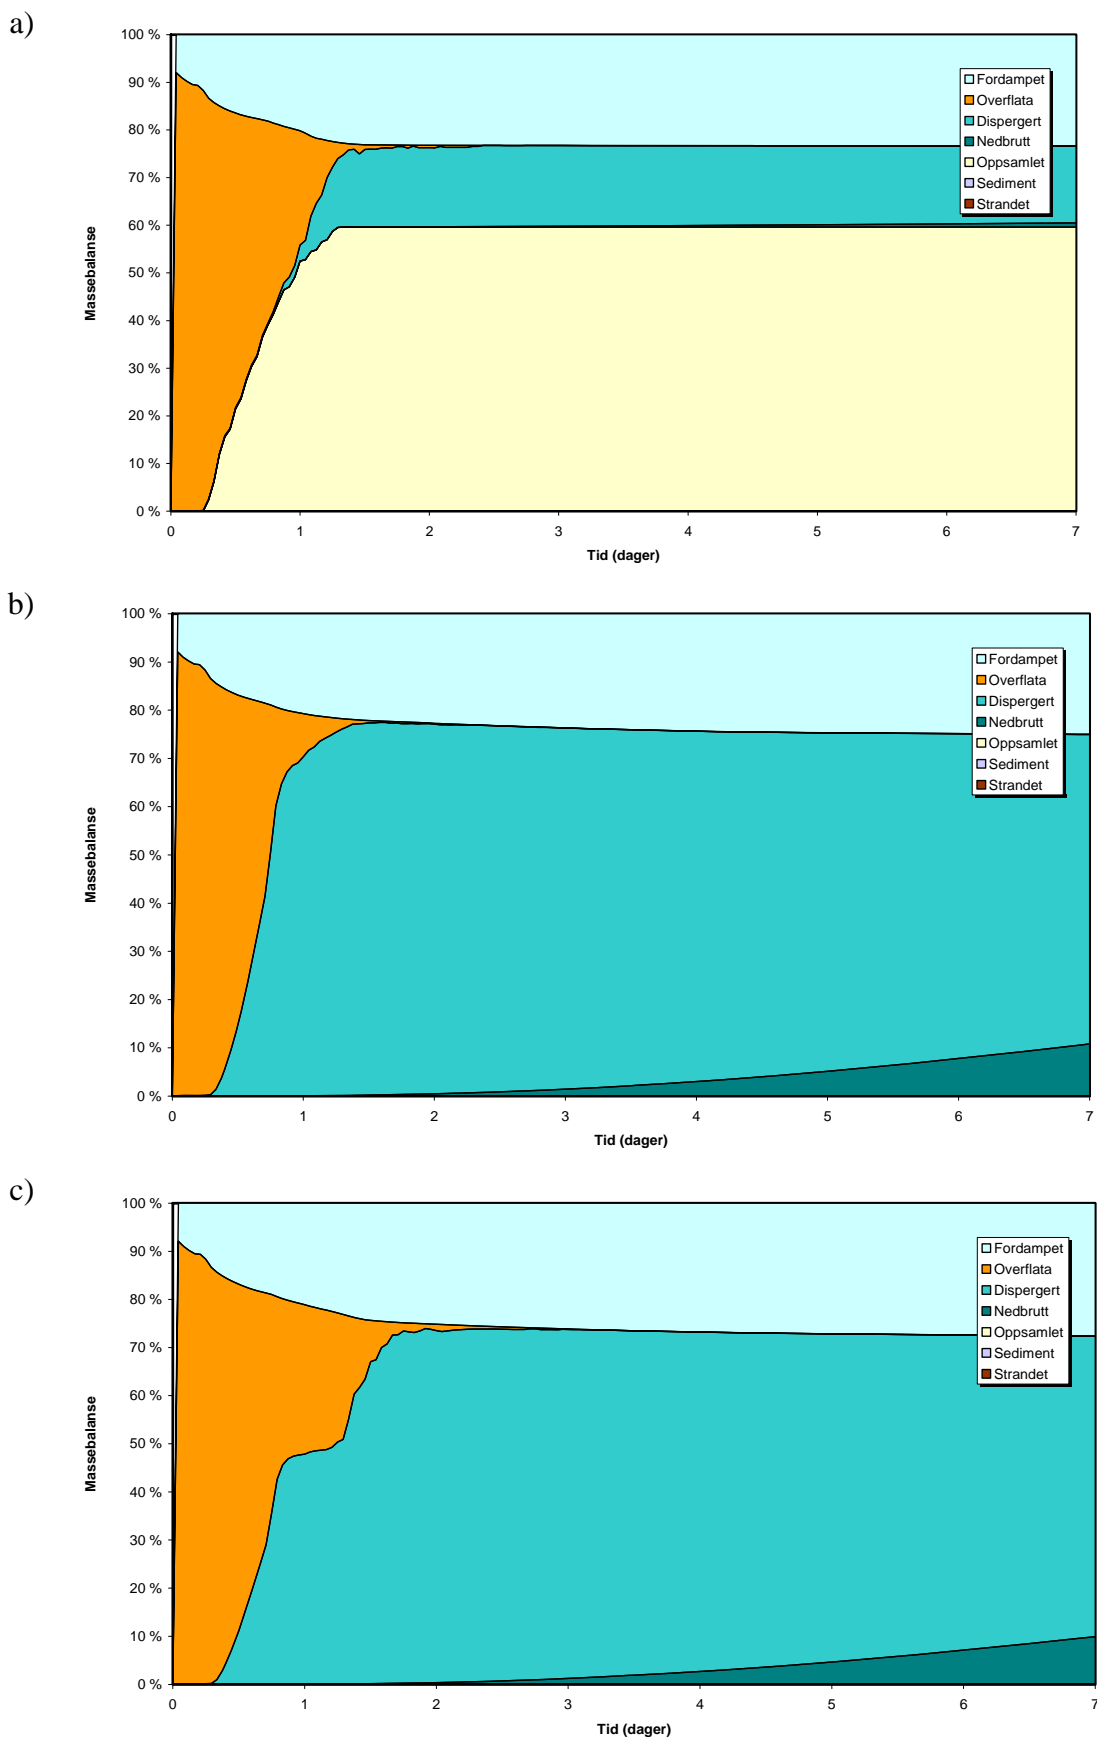 a)
100 %
90 %
80 %
70 %
60 %
50 %
40 %
30 %
20 %
10 %
0 %
Massebalanse
Fordampet
Overflata
Dispergert
Nedbrutt
Oppsamlet
Sediment
Strandet
0 1 2 3 4 5 6 7
Tid (dager)
b)
100 %
90 %
80 %
70 %
60 %
50 %
40 %
30 %
20 %
10 %
0 %
Massebalanse
Fordampet
Overflata
Dispergert
Nedbrutt
Oppsamlet
Sediment
Strandet
0 1 2 3 4 5 6 7
Tid (dager)
c)
100 %
90 %
80 %
70 %
60 %
50 %
40 %
30 %
20 %
10 %
0 %
Massebalanse
Fordampet
Overflata
Dispergert
Nedbrutt
Oppsamlet
Sediment
Strandet
0 1 2 3 4 5 6 7
Tid (dager)